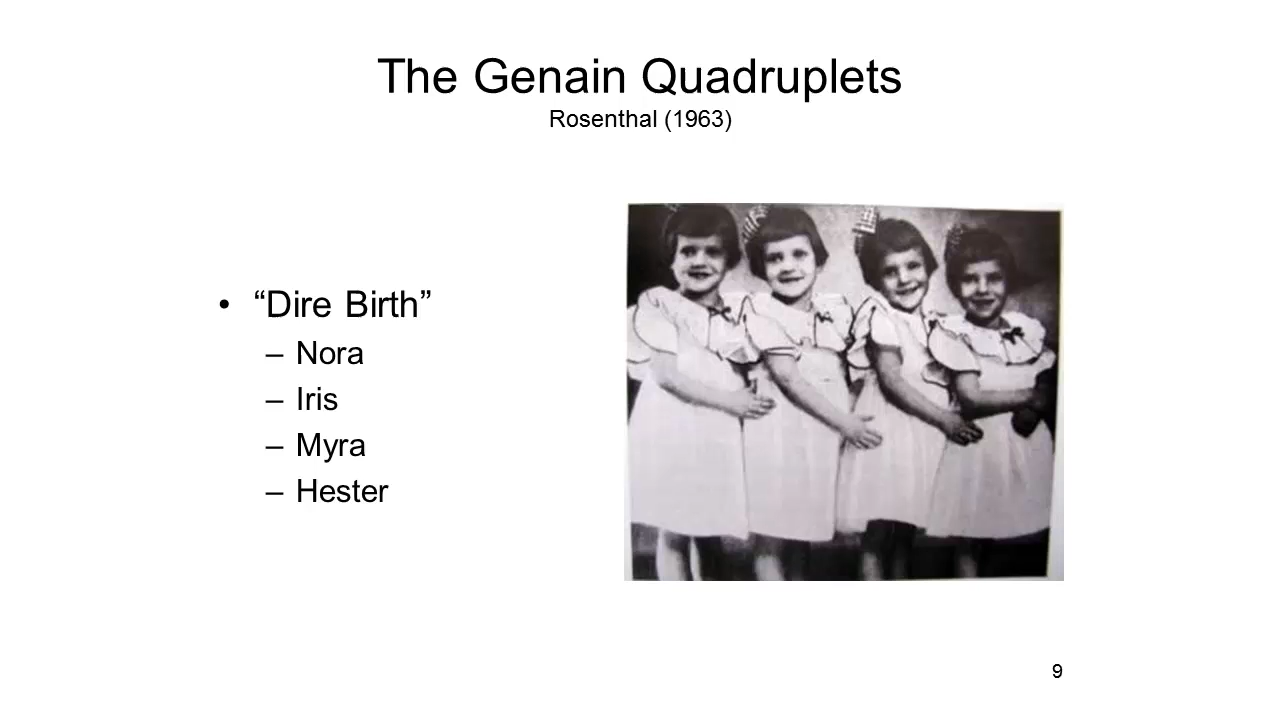 The Genain Quadruplets
Rosenthal (1963)
• “Dire Birth”
– Nora
– Iris
– Myra
– Hester
9